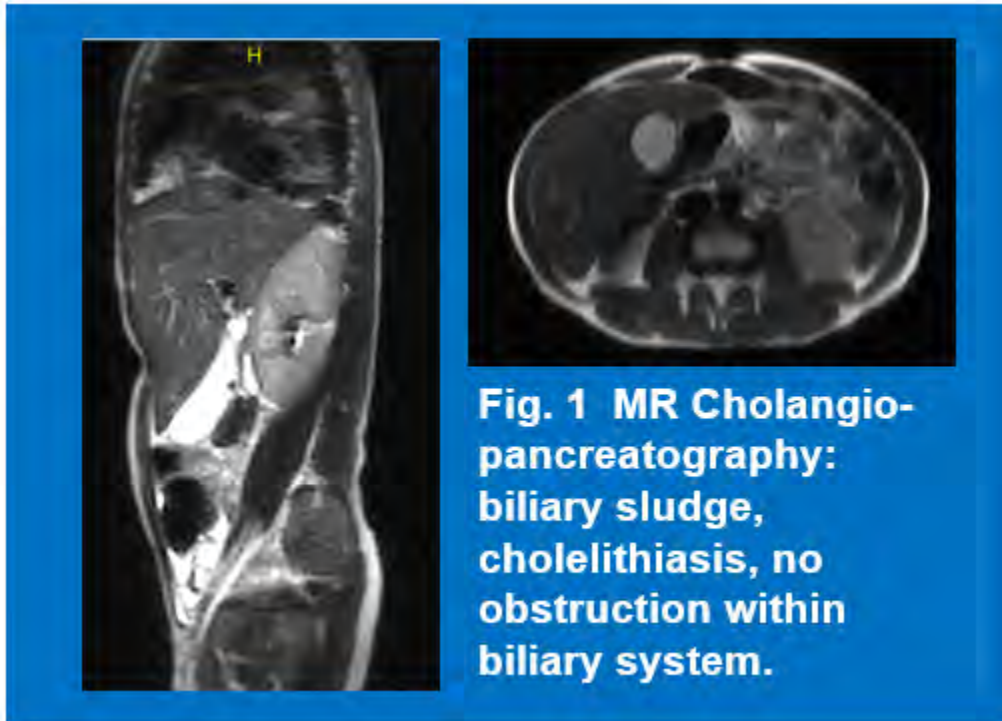 H
Fig. 1 MR Cholangio-
pancreatography:
biliary sludge,
cholelithiasis, no
obstruction within
biliary system.